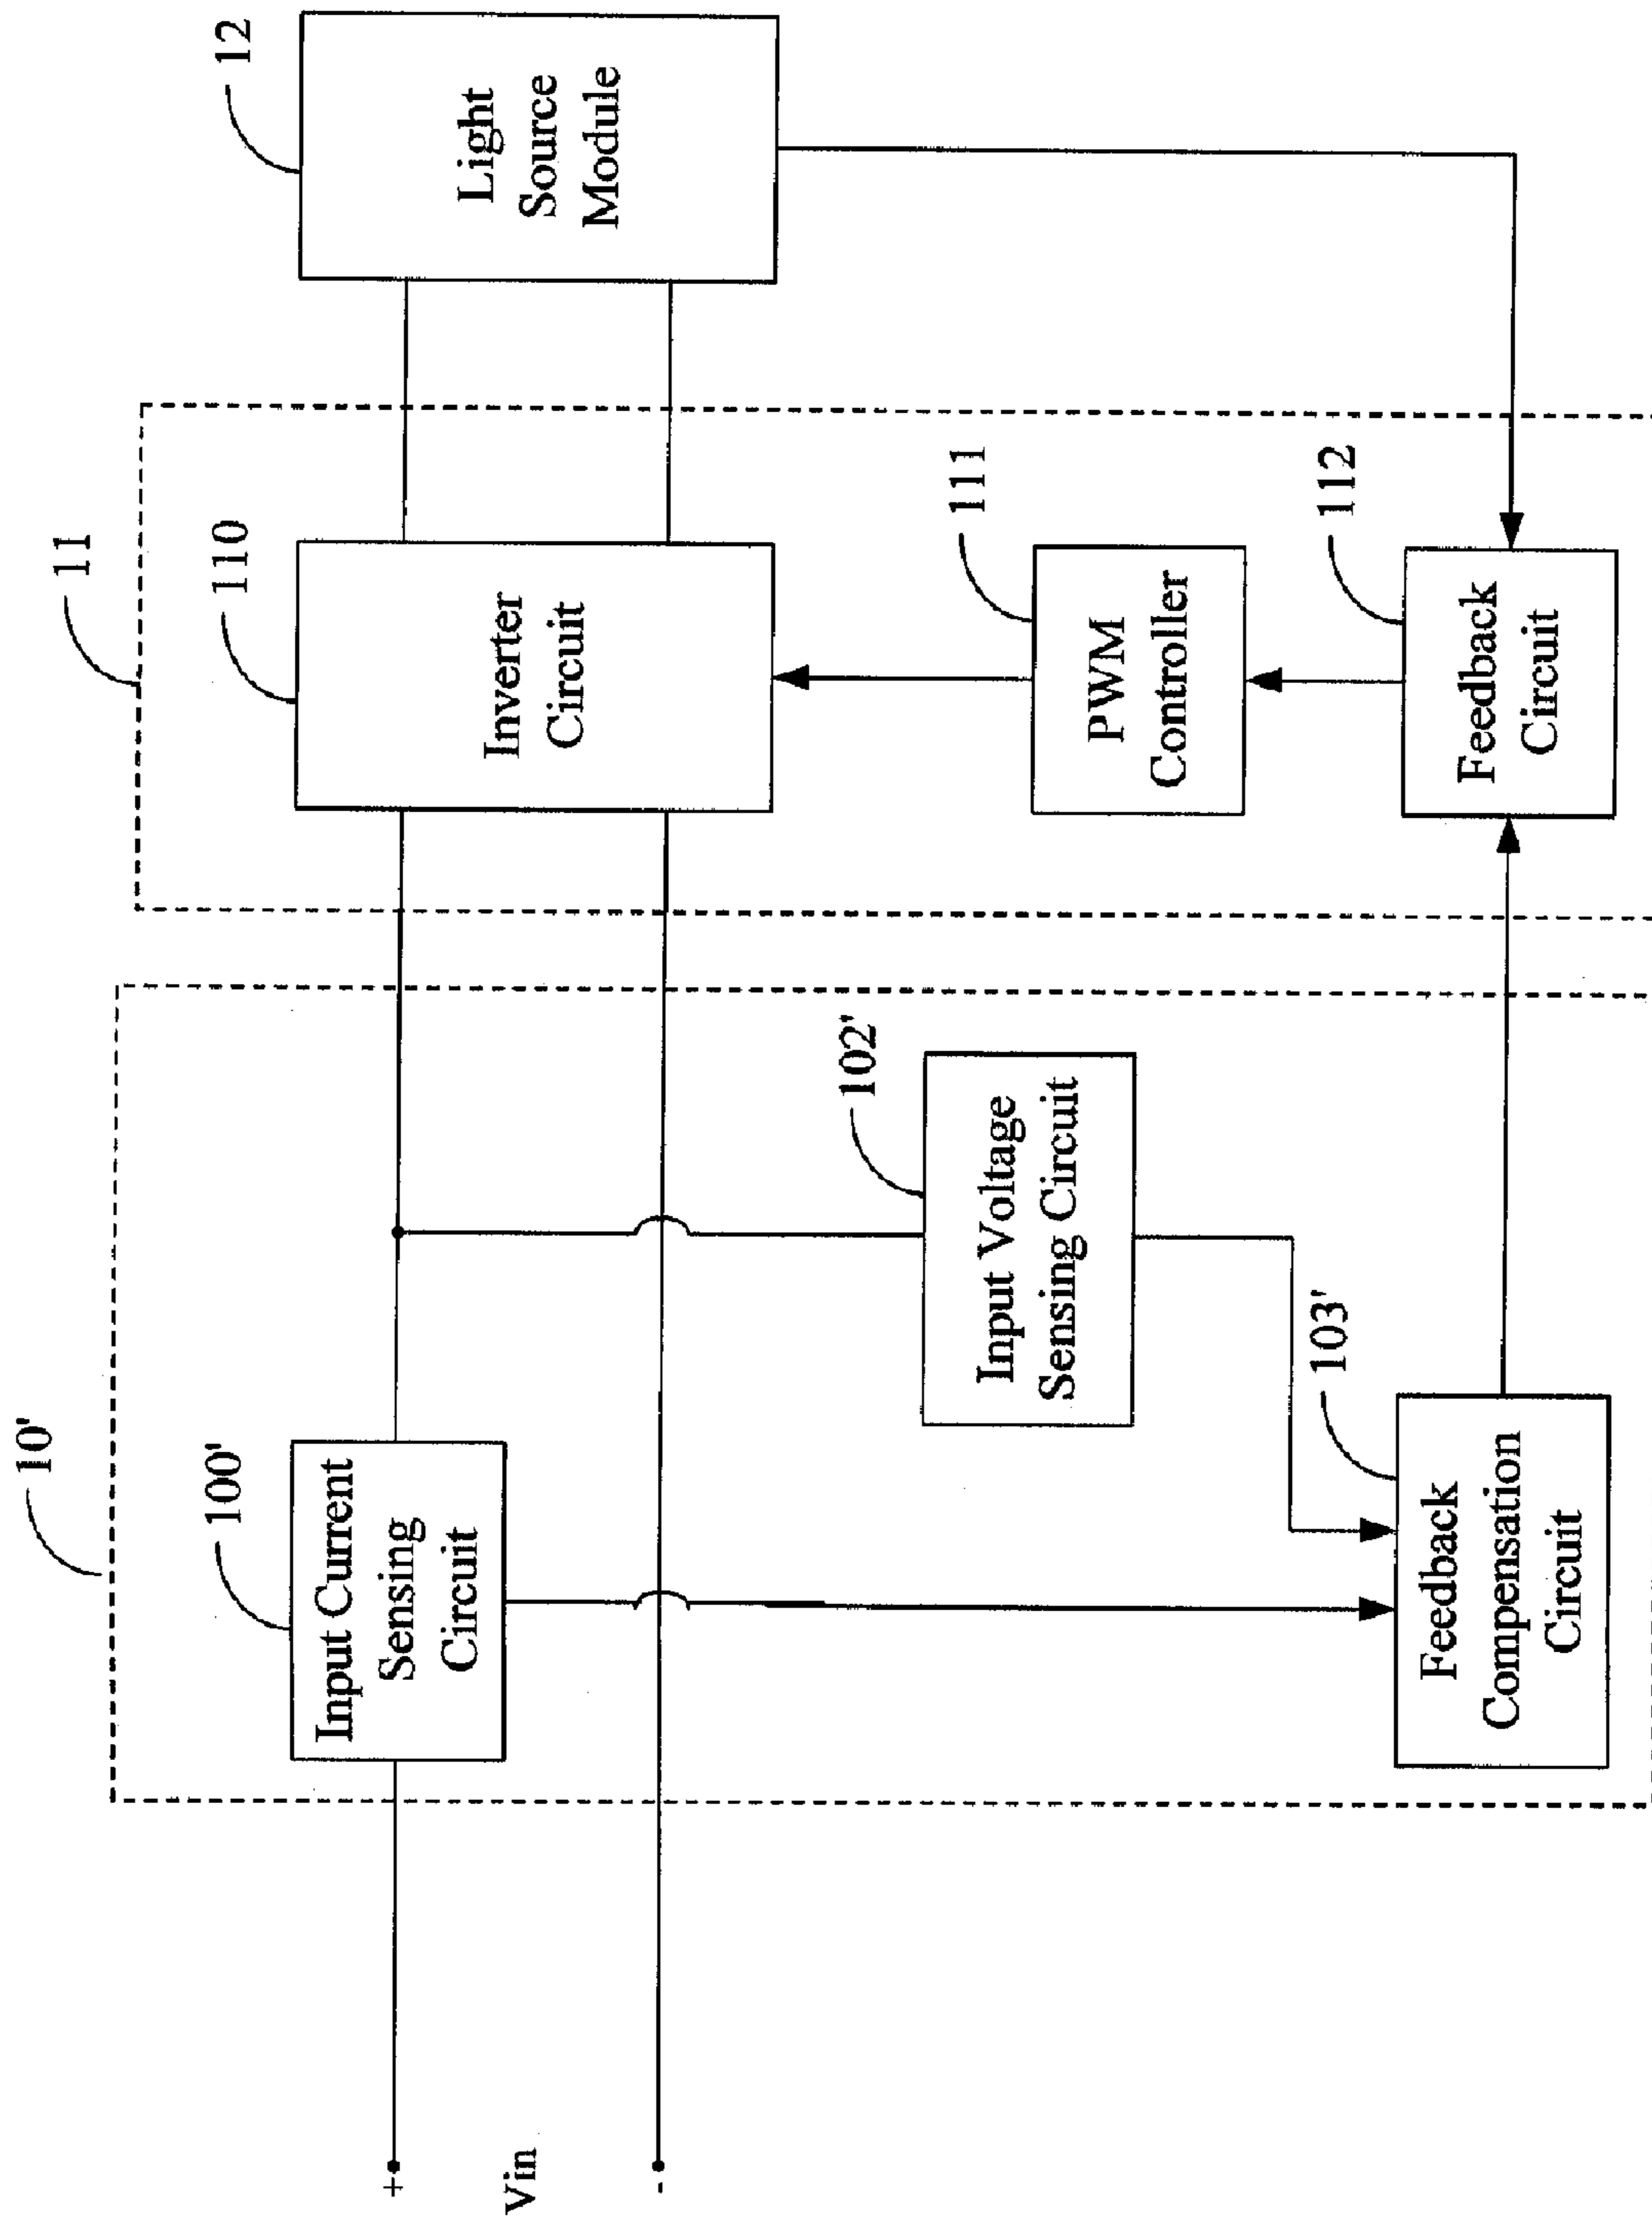 10'
11
100'
110
12
Input Current
Sensing
Circuit
Inverter
Circuit
Light
Source
Module
+
Vin
-
102'
Input Voltage
Sensing Circuit
111
PWM
Controller
103'
Feedback
Compensation
Circuit
112
Feedback
Circuit